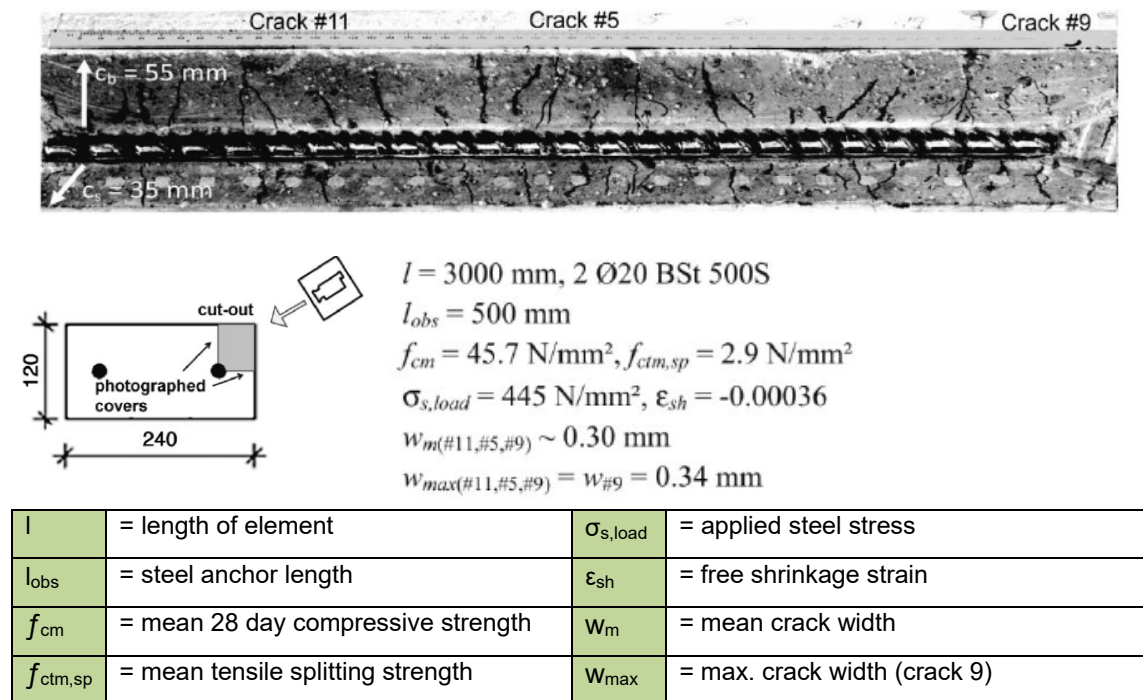 Crack #11 Crack #5 Crack #9
c_b = 55 mm
c_s = 35 mm
cut-out
120
photographed
covers
240
l = 3000 mm, 2 Ø20 BSt 500S
l_obs = 500 mm
f_cm = 45.7 N/mm², f_ctm,sp = 2.9 N/mm²
σ_s,load = 445 N/mm², ε_sh = -0.00036
w_m(#11,#5,#9) ~ 0.30 mm
w_max(#11,#5,#9) = w_#9 = 0.34 mm
l = length of element σ_s,load = applied steel stress
l_obs = steel anchor length ε_sh = free shrinkage strain
f_cm = mean 28 day compressive strength w_m = mean crack width
f_ctm,sp = mean tensile splitting strength w_max = max. crack width (crack 9)